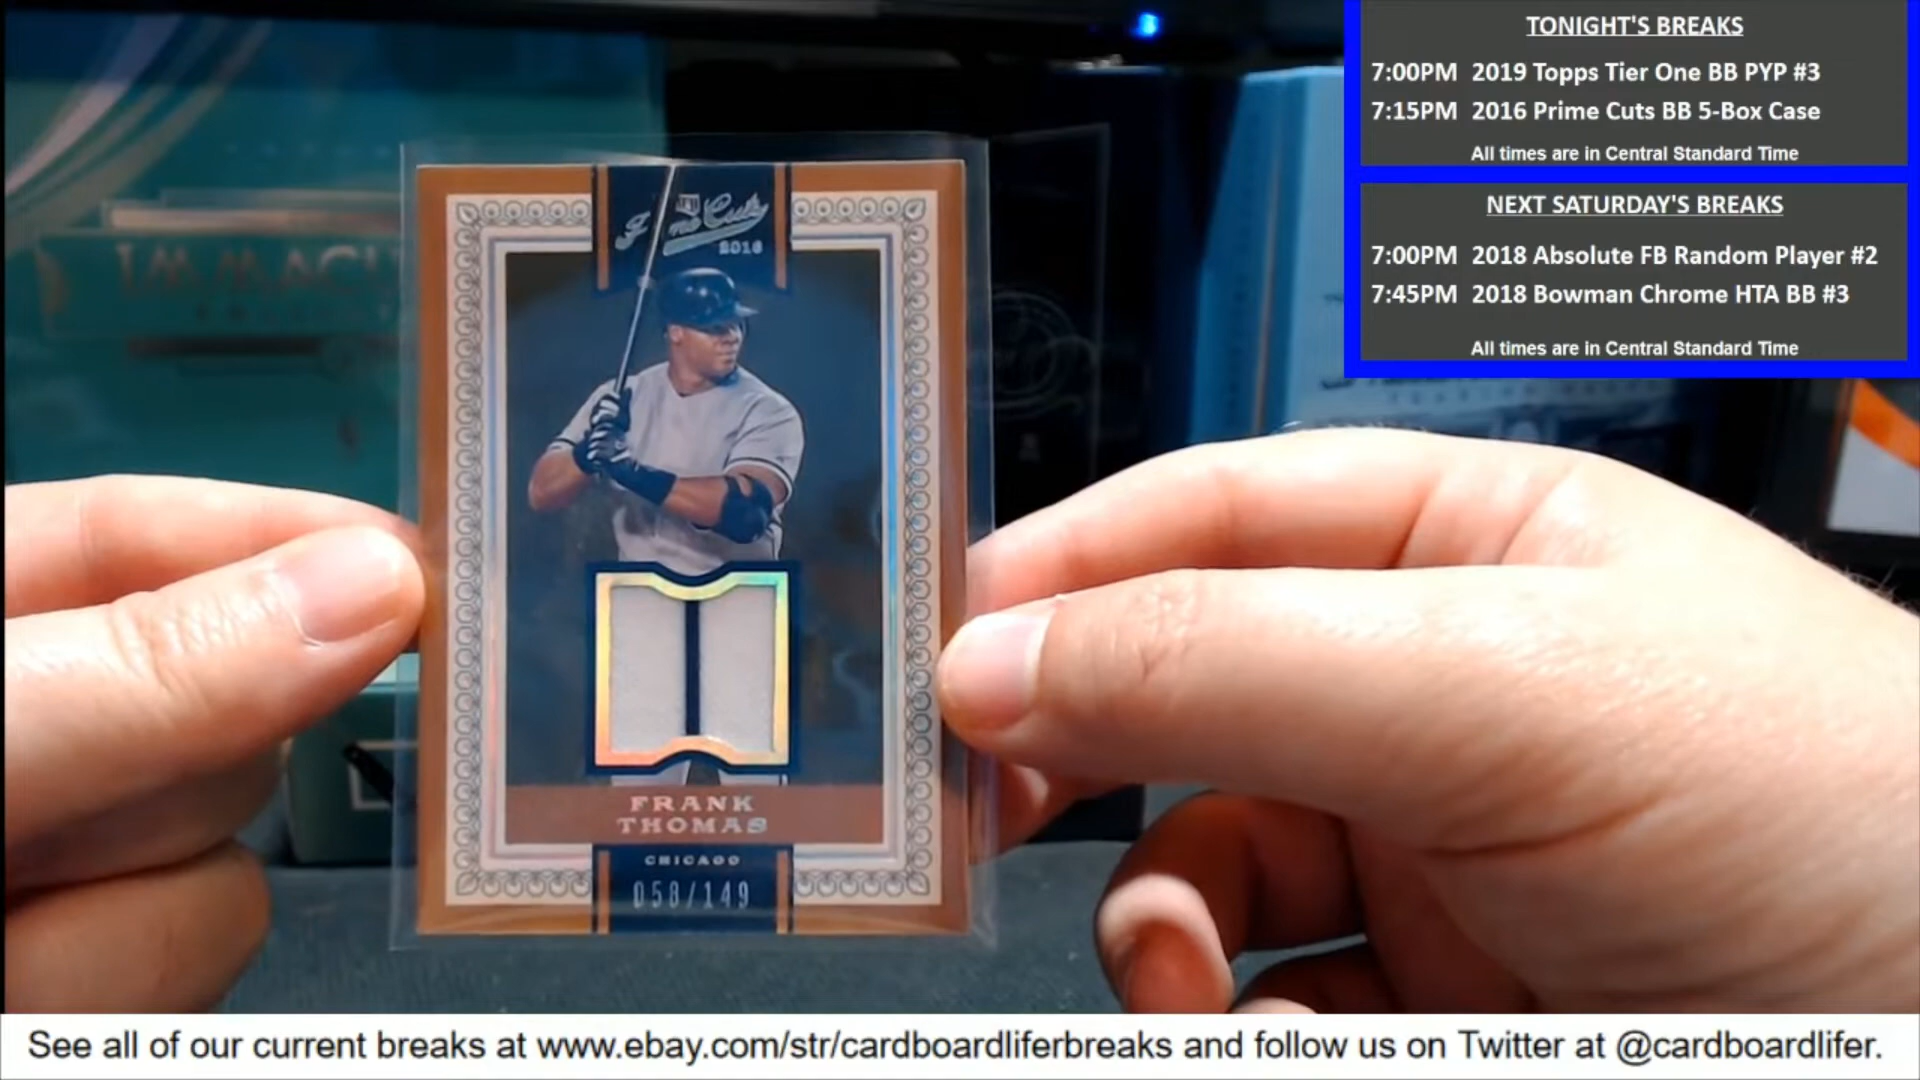 TONIGHT'S BREAKS
7:00PM 2019 Topps Tier One BB PYP #3
7:15PM 2016 Prime Cuts BB 5-Box Case
All times are in Central Standard Time
NEXT SATURDAY'S BREAKS
7:00PM 2018 Absolute FB Random Player #2
7:45PM 2018 Bowman Chrome HTA BB #3
All times are in Central Standard Time
Prime Cuts
2016
FRANK
THOMAS
CHICAGO
058/149
See all of our current breaks at www.ebay.com/str/cardboardliferbreaks and follow us on Twitter at @cardboardlifer.